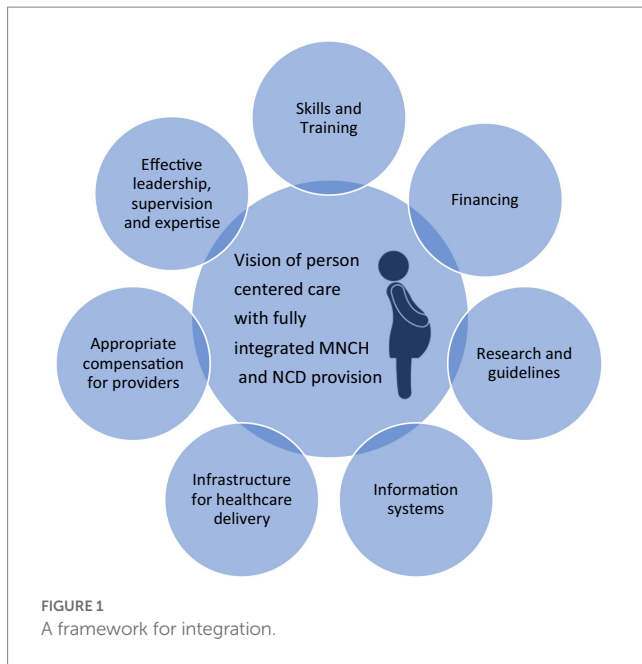 Skills and
Training
Effective
leadership,
supervision
and expertise
Financing
Vision of person
centered care
with fully
integrated MNCH
and NCD provision
Appropriate
compensation
for providers
Research and
guidelines
Infrastructure
for healthcare
delivery
Information
systems
FIGURE 1
A framework for integration.